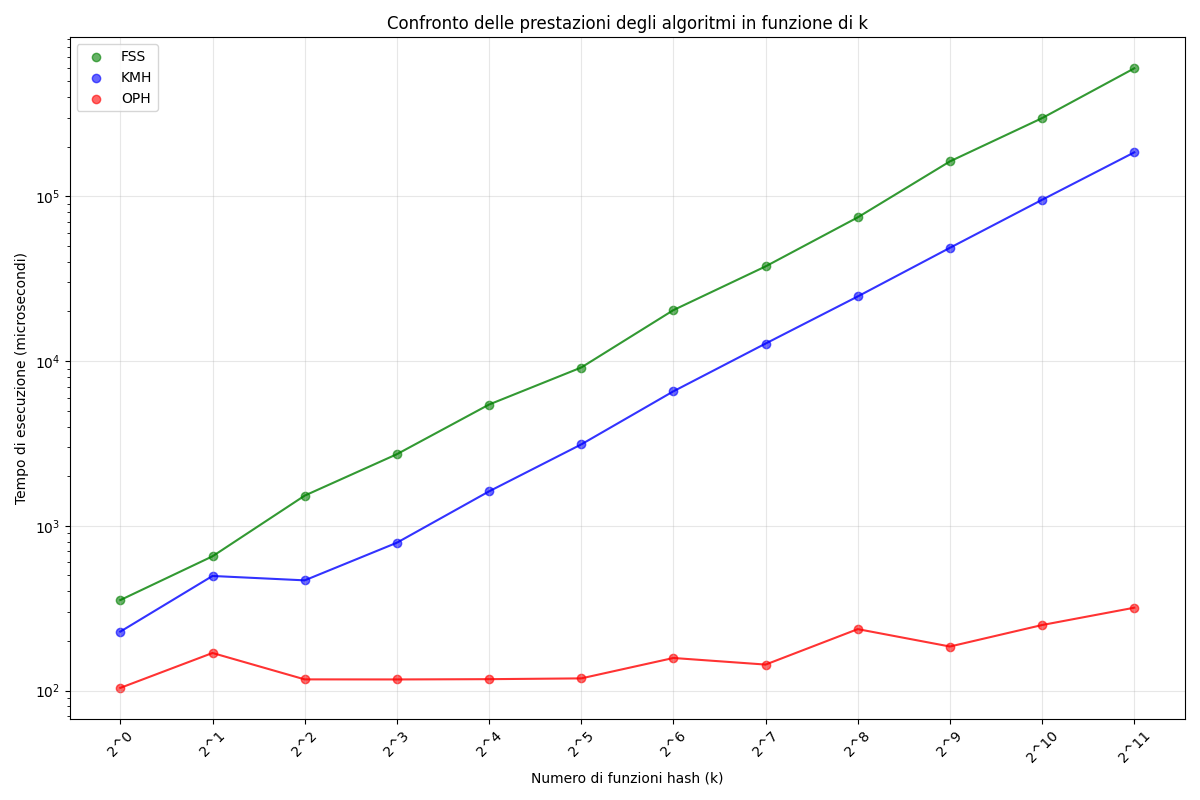 Confronto delle prestazioni degli algoritmi in funzione di k
FSS
KMH
OPH
Tempo di esecuzione (microsecondi)
10^5
10^4
10^3
10^2
2^0 2^1 2^2 2^3 2^4 2^5 2^6 2^7 2^8 2^9 2^10 2^11
Numero di funzioni hash (k)